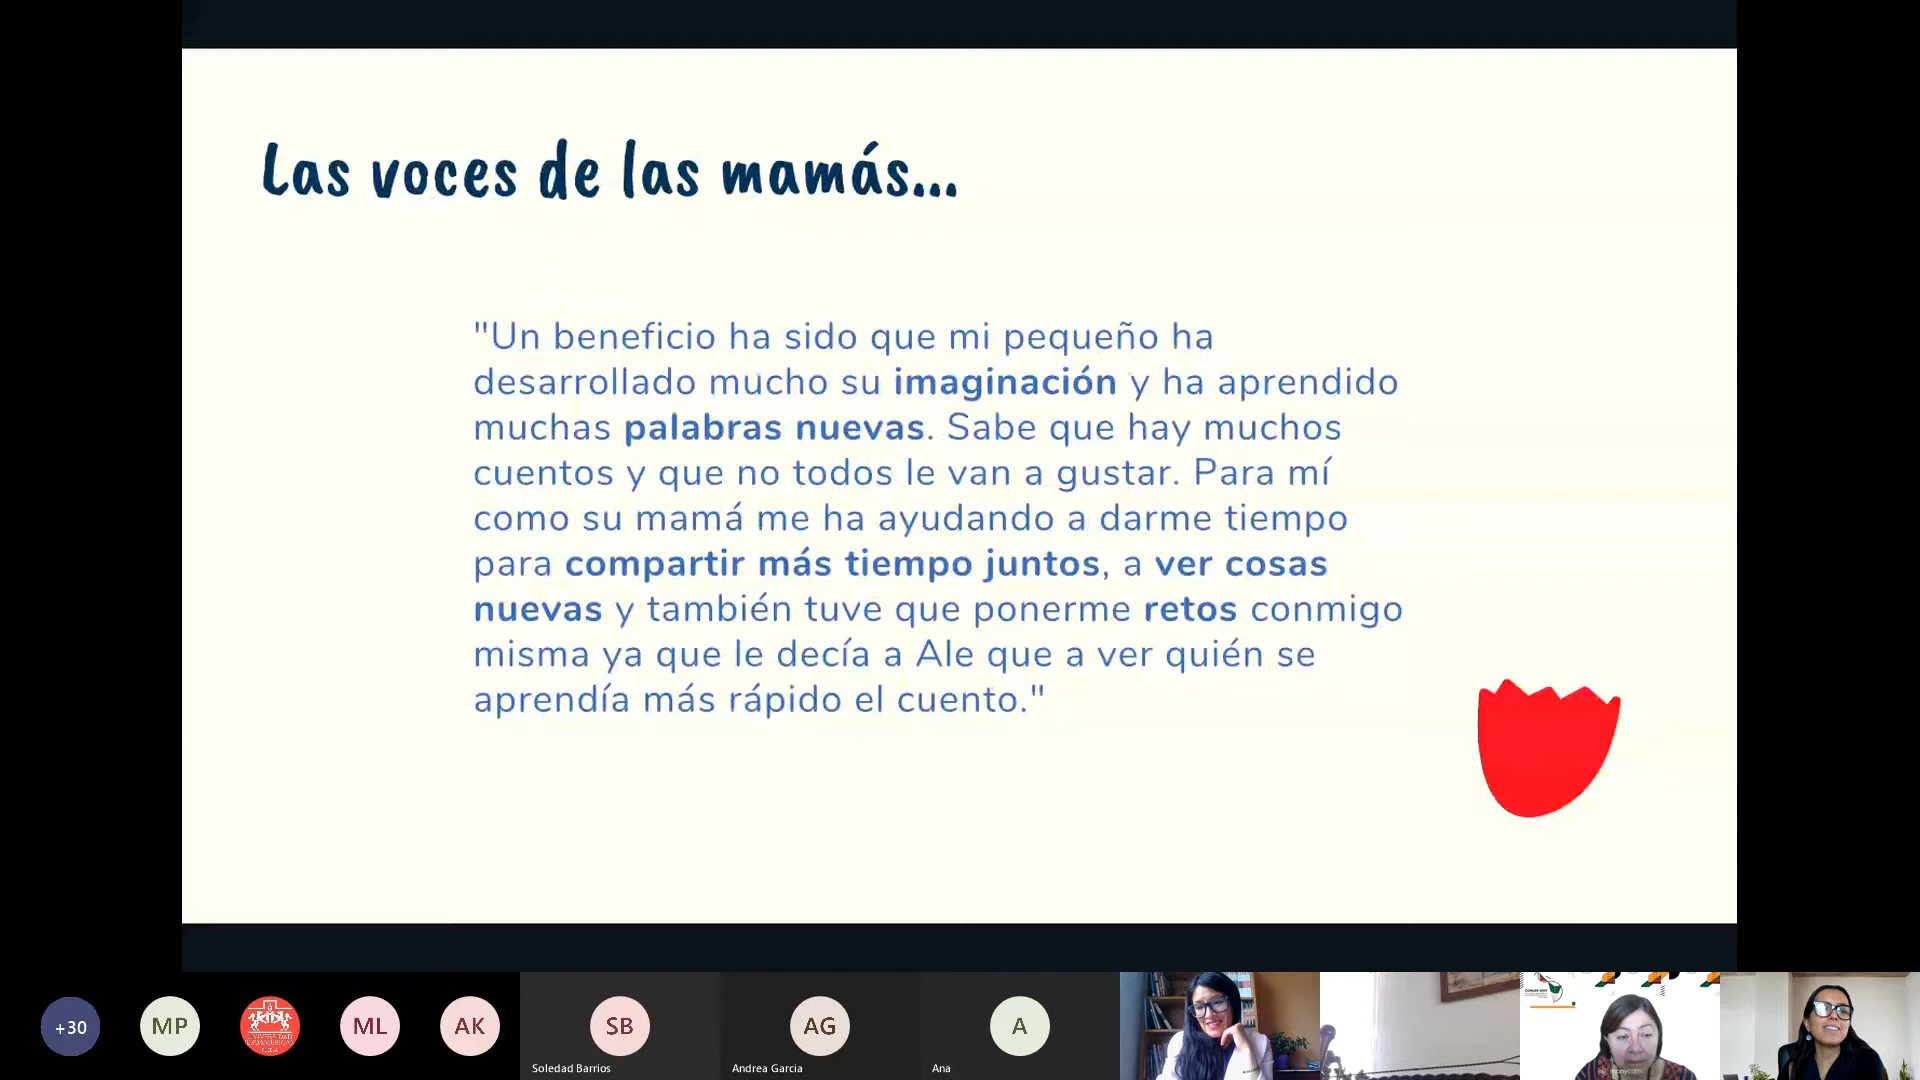 Las voces de las mamás...
"Un beneficio ha sido que mi pequeño ha
desarrollado mucho su imaginación y ha aprendido
muchas palabras nuevas. Sabe que hay muchos
cuentos y que no todos le van a gustar. Para mí
como su mamá me ha ayudando a darme tiempo
para compartir más tiempo juntos, a ver cosas
nuevas y también tuve que ponerme retos conmigo
misma ya que le decía a Ale que a ver quién se
aprendía más rápido el cuento."
+30
MP
ML
AK
SB
AG
A
Soledad Barrios
Andrea Garcia
Ana